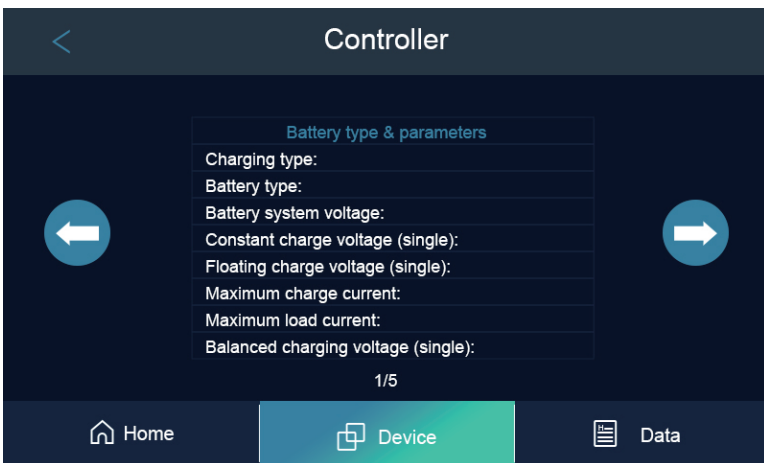 Controller
Battery type & parameters
Charging type:
Battery type:
Battery system voltage:
Constant charge voltage (single):
Floating charge voltage (single):
Maximum charge current:
Maximum load current:
Balanced charging voltage (single):
1/5
Home
Device
Data